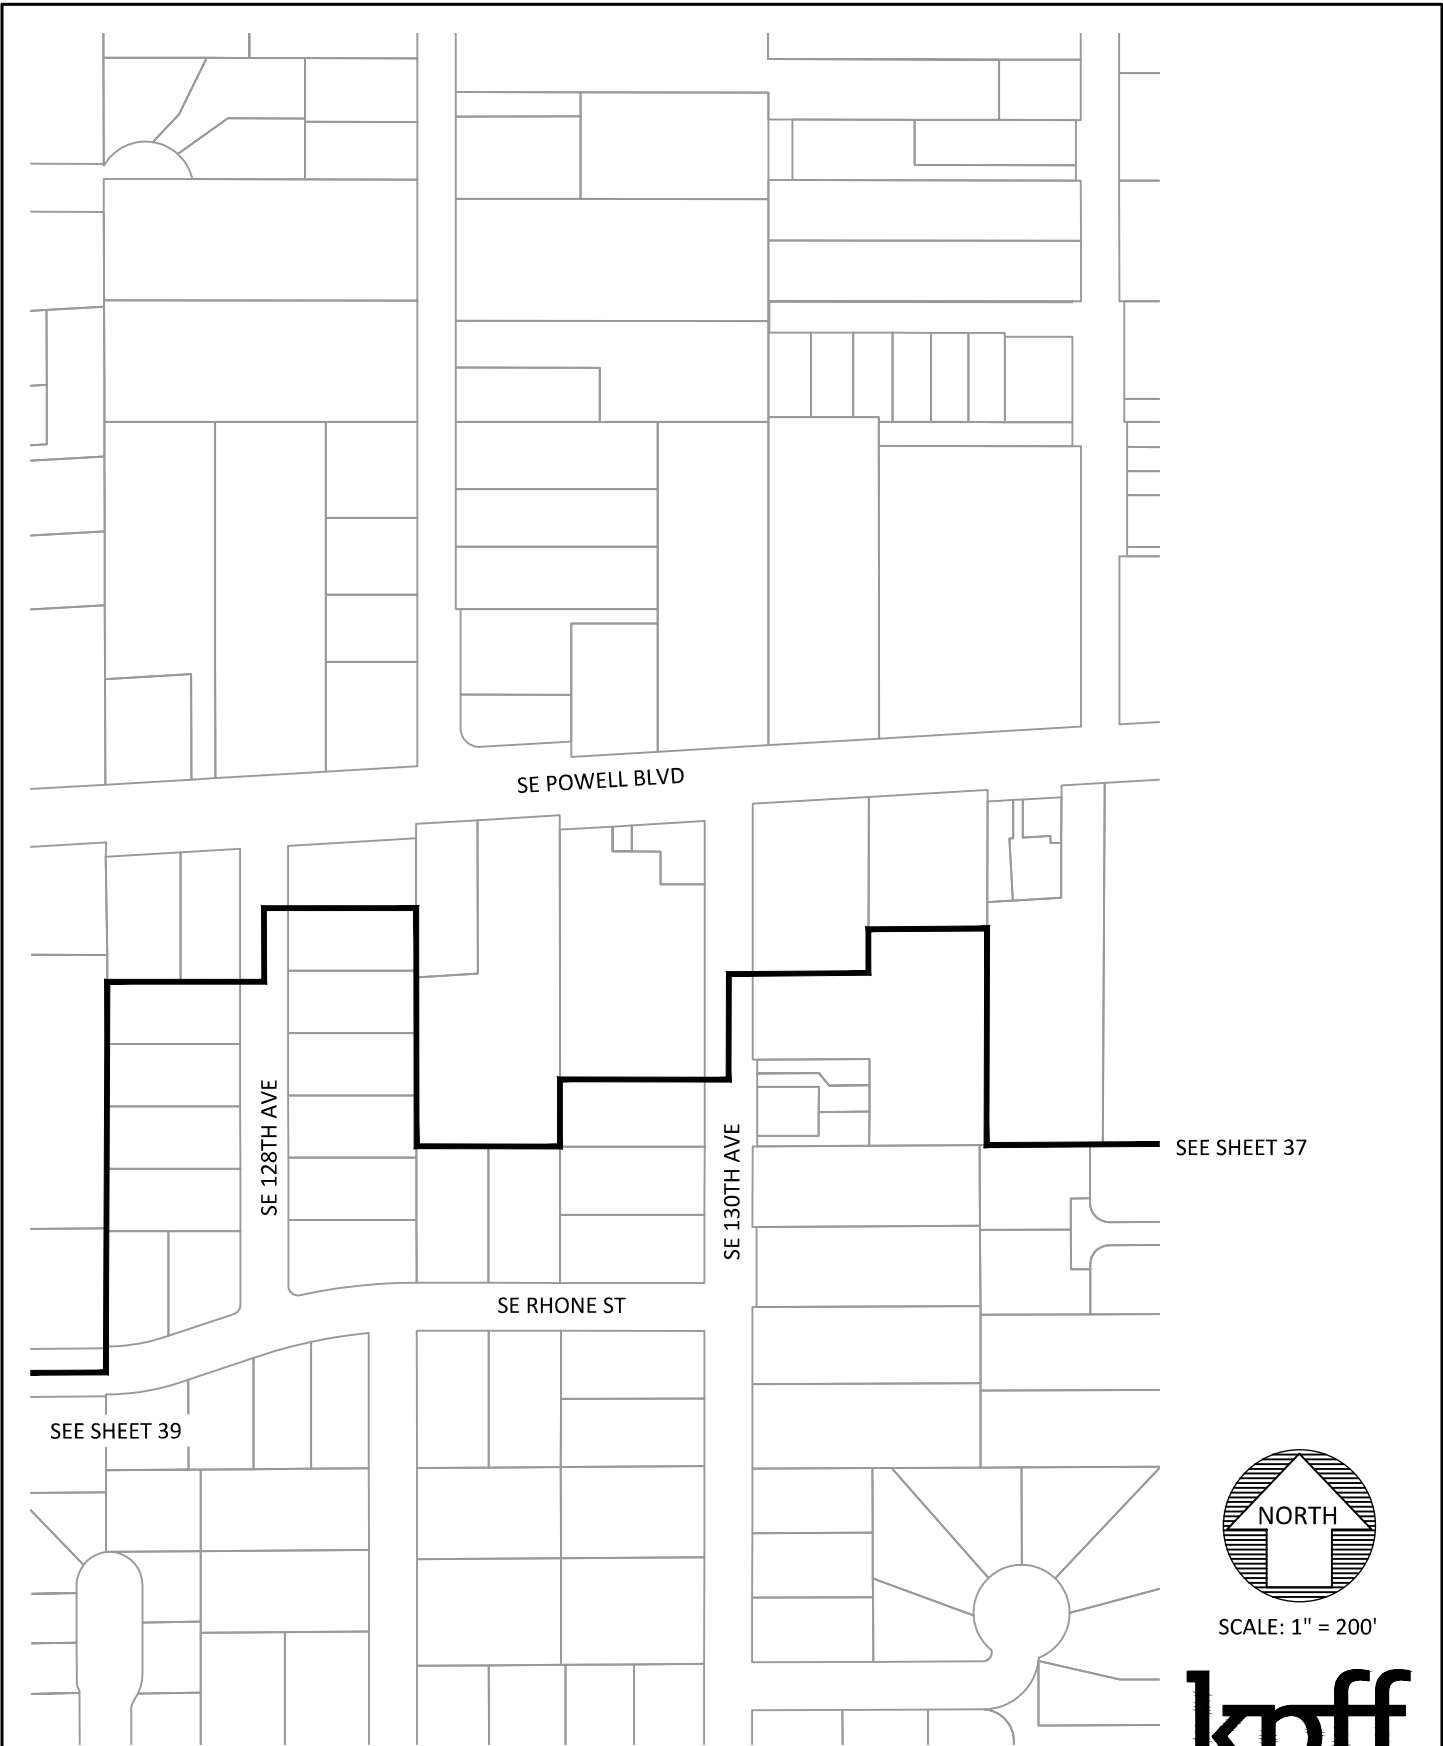 SE POWELL BLVD
SE 128TH AVE
SE 130TH AVE
SEE SHEET 37
SE RHONE ST
SEE SHEET 39
NORTH
SCALE: 1" = 200'
kpff